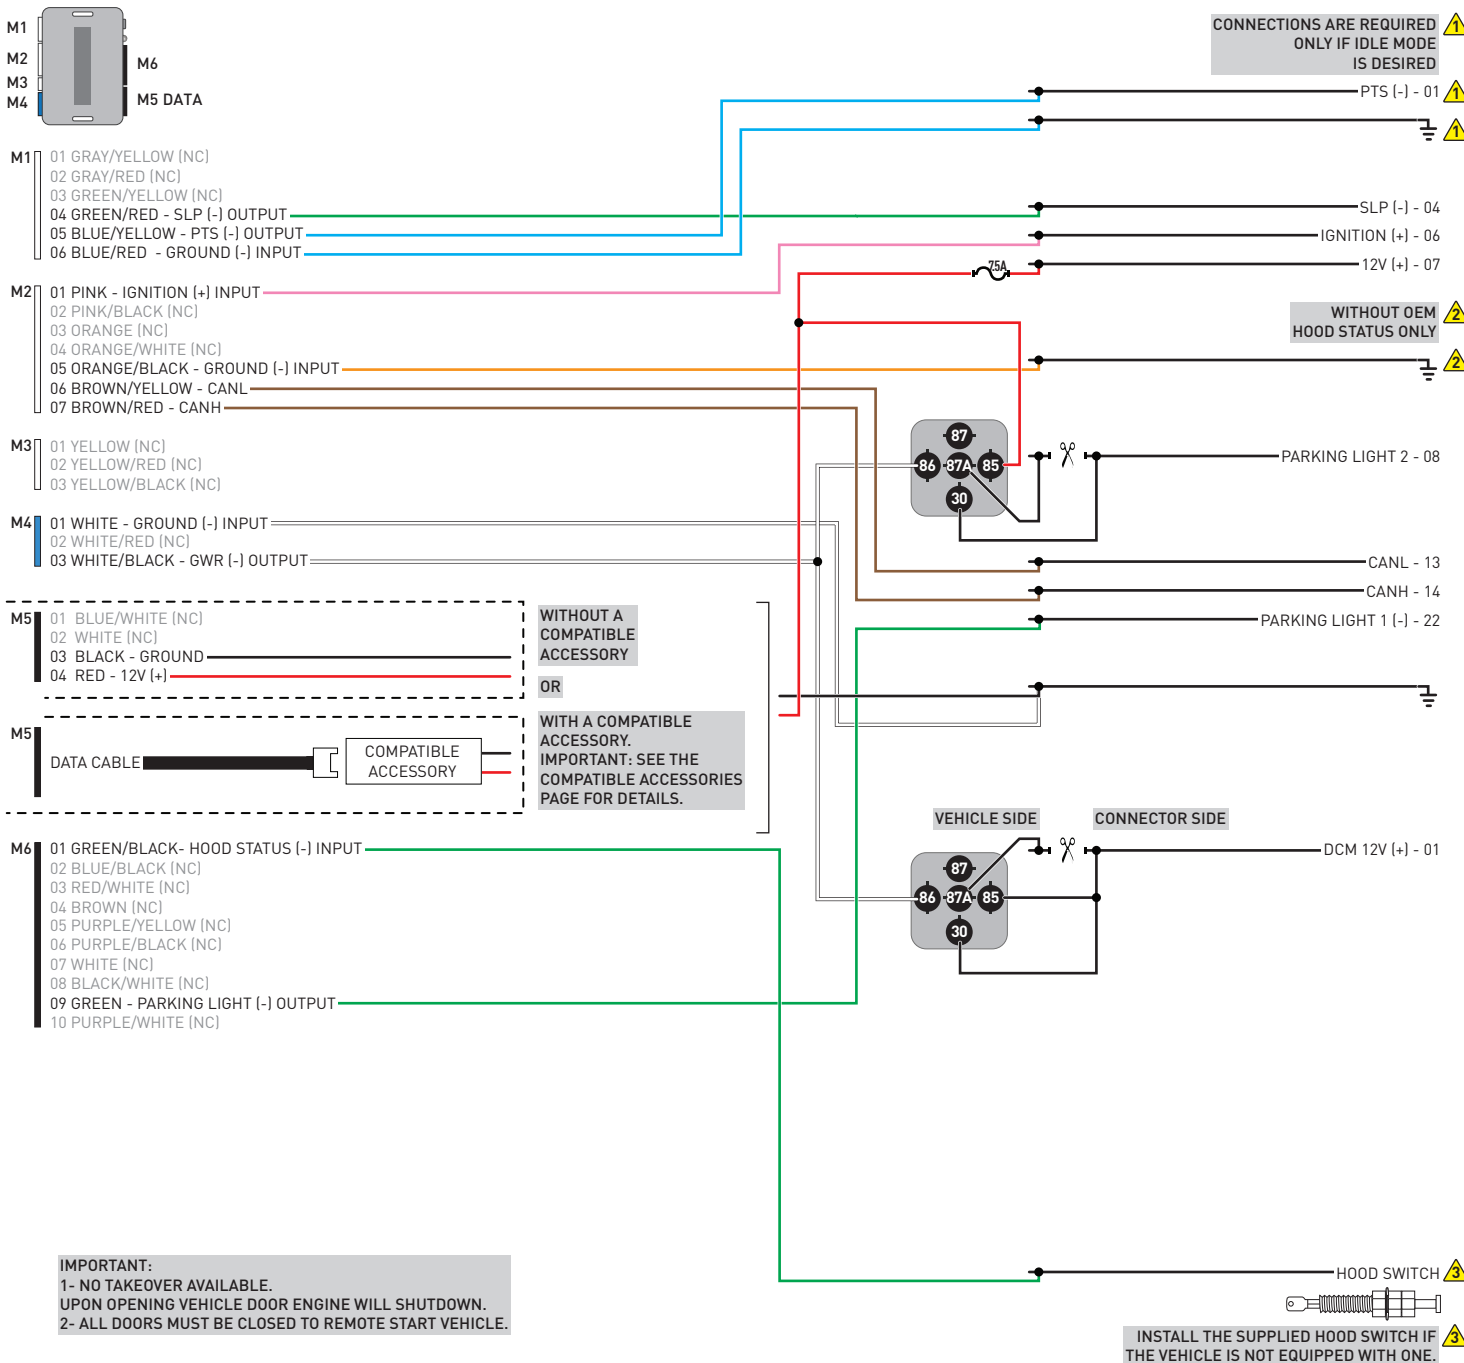 M1
M2
M3
M4
M6
M5 DATA
CONNECTIONS ARE REQUIRED
ONLY IF IDLE MODE
IS DESIRED
1
PTS (-) - 01
1
1
M1
01 GRAY/YELLOW (NC)
02 GRAY/RED (NC)
03 GREEN/YELLOW (NC)
04 GREEN/RED - SLP (-) OUTPUT
05 BLUE/YELLOW - PTS (-) OUTPUT
06 BLUE/RED - GROUND (-) INPUT
SLP (-) - 04
IGNITION (+) - 06
7.5A
12V (+) - 07
M2
01 PINK - IGNITION (+) INPUT
02 PINK/BLACK (NC)
03 ORANGE (NC)
04 ORANGE/WHITE (NC)
05 ORANGE/BLACK - GROUND (-) INPUT
06 BROWN/YELLOW - CANL
07 BROWN/RED - CANH
WITHOUT OEM
HOOD STATUS ONLY
2
2
M3
01 YELLOW (NC)
02 YELLOW/RED (NC)
03 YELLOW/BLACK (NC)
87
86
87A
85
30
PARKING LIGHT 2 - 08
M4
01 WHITE - GROUND (-) INPUT
02 WHITE/RED (NC)
03 WHITE/BLACK - GWR (-) OUTPUT
CANL - 13
CANH - 14
PARKING LIGHT 1 (-) - 22
M5
01 BLUE/WHITE (NC)
02 WHITE (NC)
03 BLACK - GROUND
04 RED - 12V (+)
WITHOUT A
COMPATIBLE
ACCESSORY
OR
M5
DATA CABLE
COMPATIBLE
ACCESSORY
WITH A COMPATIBLE
ACCESSORY.
IMPORTANT: SEE THE
COMPATIBLE ACCESSORIES
PAGE FOR DETAILS.
VEHICLE SIDE
CONNECTOR SIDE
M6
01 GREEN/BLACK- HOOD STATUS (-) INPUT
02 BLUE/BLACK (NC)
03 RED/WHITE (NC)
04 BROWN (NC)
05 PURPLE/YELLOW (NC)
06 PURPLE/BLACK (NC)
07 WHITE (NC)
08 BLACK/WHITE (NC)
09 GREEN - PARKING LIGHT (-) OUTPUT
10 PURPLE/WHITE (NC)
87
86
87A
85
30
DCM 12V (+) - 01
IMPORTANT:
1- NO TAKEOVER AVAILABLE.
UPON OPENING VEHICLE DOOR ENGINE WILL SHUTDOWN.
2- ALL DOORS MUST BE CLOSED TO REMOTE START VEHICLE.
HOOD SWITCH
3
INSTALL THE SUPPLIED HOOD SWITCH IF
THE VEHICLE IS NOT EQUIPPED WITH ONE.
3